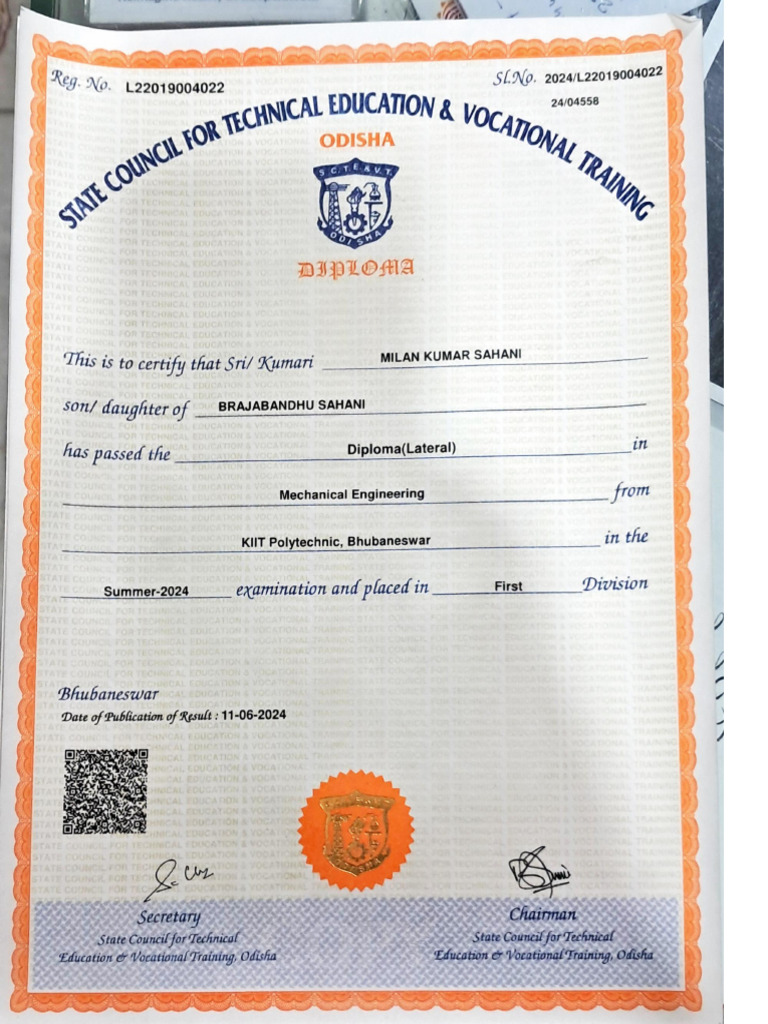 Reg. No. L22019004022
Sl.No. 2024/L22019004022
24/04558
STATE COUNCIL FOR TECHNICAL EDUCATION & VOCATIONAL TRAINING
ODISHA
S.C.T.E.&.V.T.
ODISHA
DIPLOMA
This is to certify that Sri/ Kumari MILAN KUMAR SAHANI
son/ daughter of BRAJABANDHU SAHANI
has passed the Diploma(Lateral) in
Mechanical Engineering from
KIIT Polytechnic, Bhubaneswar in the
Summer-2024 examination and placed in First Division
Bhubaneswar
Date of Publication of Result : 11-06-2024
Secretary
State Council for Technical
Education & Vocational Training, Odisha
Chairman
State Council for Technical
Education & Vocational Training, Odisha